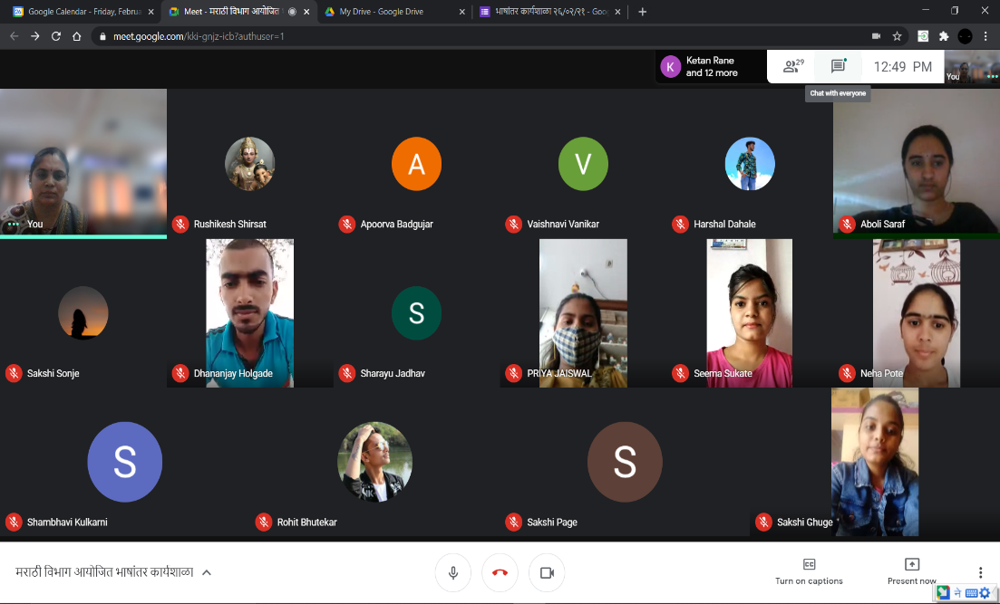 Google Calendar - Friday, Februa
Meet - मराठी विभाग आयोजित
My Drive - Google Drive
भाषांतर कार्यशाळा २६/०२/२१ - Goo
meet.google.com/kki-gnjz-icb?authuser=1
K
Ketan Rane
and 12 more
29
12:49 PM
You
Chat with everyone
You
Rushikesh Shirsat
A
Apoorva Badgujar
V
Vaishnavi Vanikar
Harshal Dahale
Aboli Saraf
Sakshi Sonje
Dhananjay Holgade
S
Sharayu Jadhav
PRIYA JAISWAL
Seema Sukate
Neha Pote
S
Shambhavi Kulkarni
Rohit Bhutekar
S
Sakshi Page
Sakshi Ghuge
मराठी विभाग आयोजित भाषांतर कार्यशाळा
Turn on captions
Present now